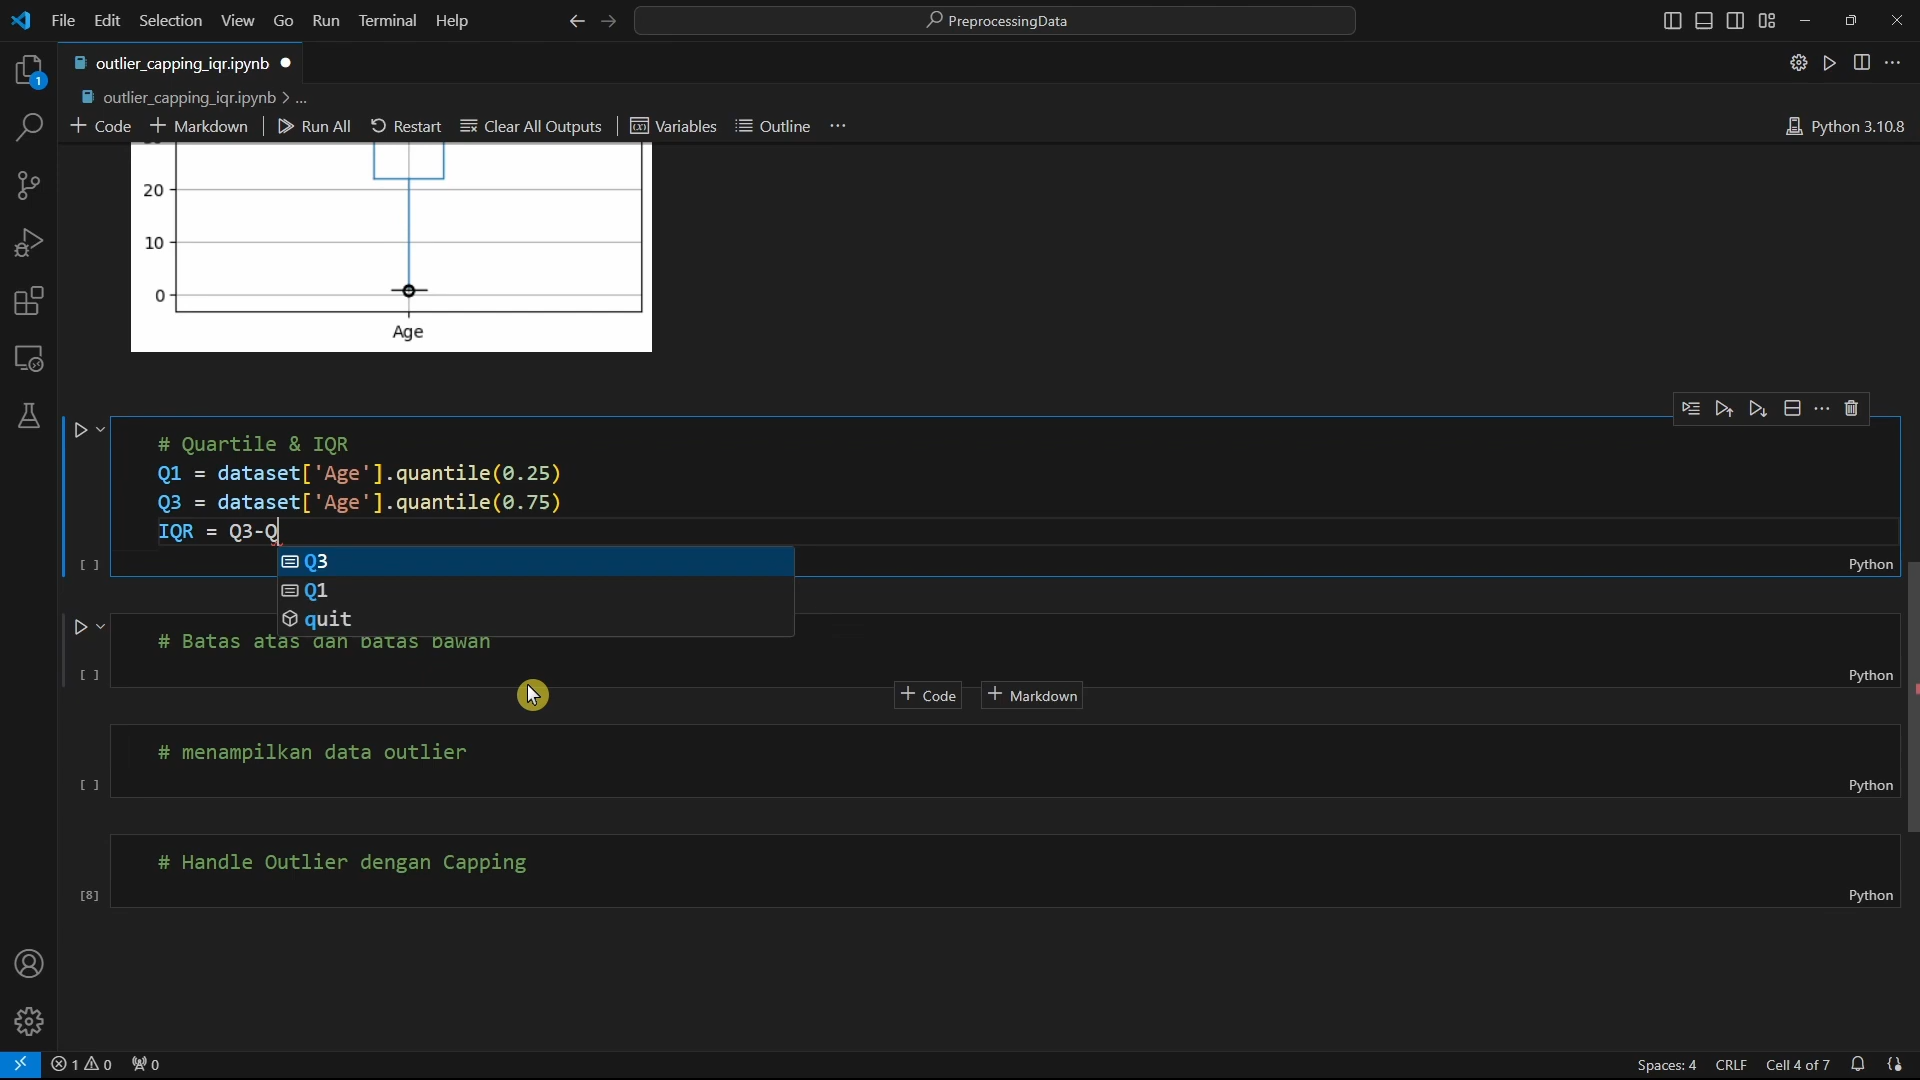 File Edit Selection View Go Run Terminal Help
PreprocessingData
outlier_capping_iqr.ipynb
outlier_capping_iqr.ipynb > ...
+ Code + Markdown Run All Restart Clear All Outputs Variables Outline ...
Python 3.10.8
1
20
10
0
Age
# Quartile & IQR
Q1 = dataset['Age'].quantile(0.25)
Q3 = dataset['Age'].quantile(0.75)
IQR = Q3-Q
[ ]
Python
Q3
Q1
quit
# Batas atas dan batas bawah
[ ]
Python
+ Code + Markdown
# menampilkan data outlier
[ ]
Python
# Handle Outlier dengan Capping
[8]
Python
1 0 0
Spaces: 4 CRLF Cell 4 of 7